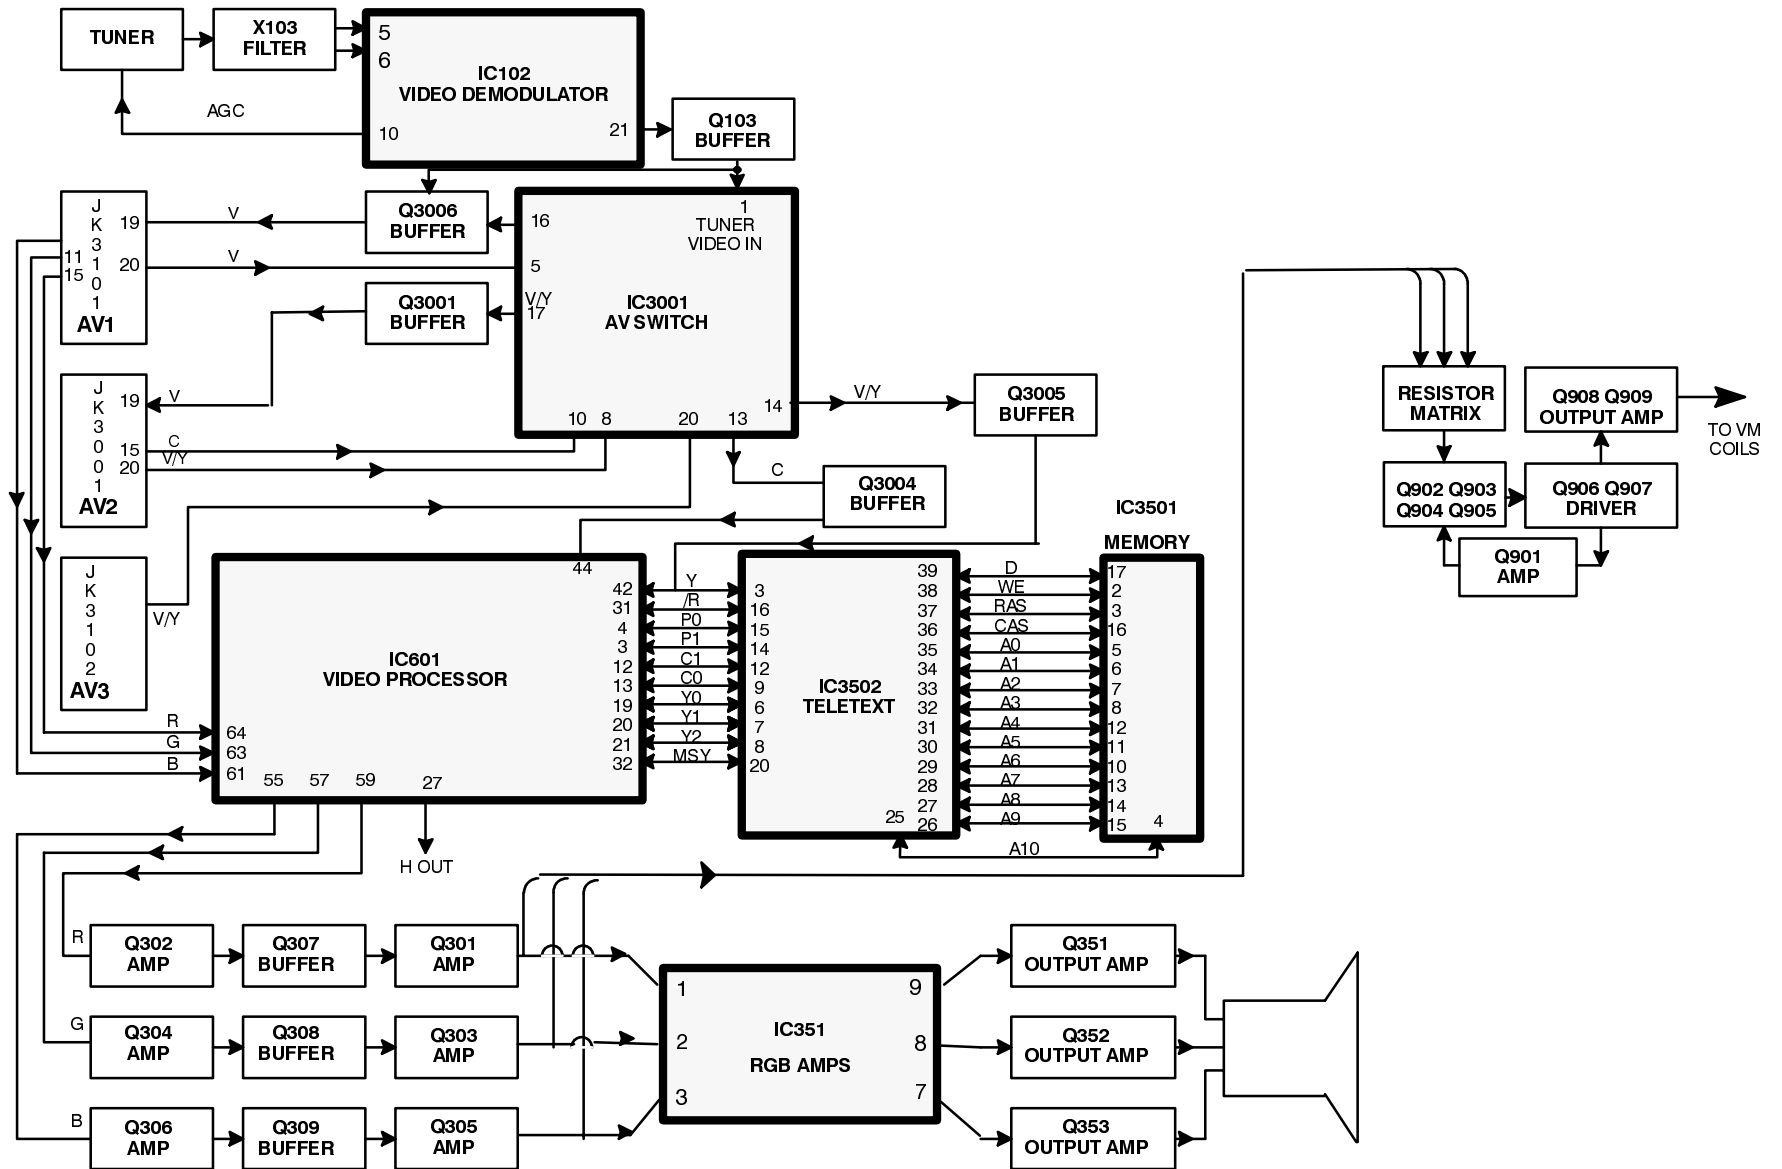 TUNER
X103
FILTER
5
6
IC102
VIDEO DEMODULATOR
AGC
10
21
Q103
BUFFER
J
K
3
1
0
1
AV1
19
11
15
20
V
V
Q3006
BUFFER
16
5
V/Y
17
1
TUNER
VIDEO IN
Q3001
BUFFER
IC3001
AV SWITCH
J
K
3
0
0
1
AV2
19
15
20
V
C
V/Y
10
8
20
13
14
V/Y
Q3005
BUFFER
C
Q3004
BUFFER
RESISTOR
MATRIX
Q908 Q909
OUTPUT AMP
TO VM
COILS
Q902 Q903
Q904 Q905
Q906 Q907
DRIVER
Q901
AMP
J
K
3
1
0
2
AV3
V/Y
IC601
VIDEO PROCESSOR
44
42
31
4
3
12
13
19
20
21
32
Y
/R
P0
P1
C1
C0
Y0
Y1
Y2
MSY
3
16
15
14
12
9
6
7
8
20
IC3502
TELETEXT
39
38
37
36
35
34
33
32
31
30
29
28
27
26
25
D
WE
RAS
CAS
A0
A1
A2
A3
A4
A5
A6
A7
A8
A9
A10
IC3501
MEMORY
17
2
3
16
5
6
7
8
12
11
10
13
14
15
4
R
G
B
64
63
61
55
57
59
27
H OUT
R
Q302
AMP
Q307
BUFFER
Q301
AMP
G
Q304
AMP
Q308
BUFFER
Q303
AMP
B
Q306
AMP
Q309
BUFFER
Q305
AMP
1
2
3
IC351
RGB AMPS
9
8
7
Q351
OUTPUT AMP
Q352
OUTPUT AMP
Q353
OUTPUT AMP